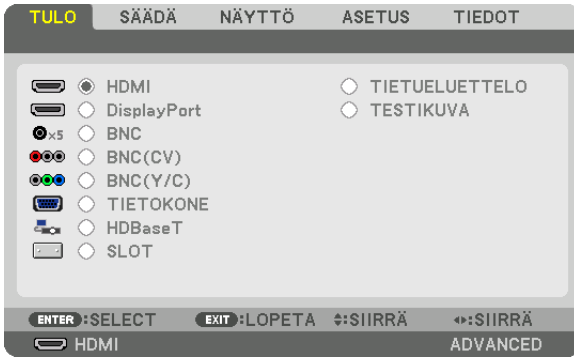 TULO SÄÄDÄ NÄYTTÖ ASETUS TIEDOT
HDMI
DisplayPort
×5 BNC
BNC(CV)
BNC(Y/C)
TIETOKONE
HDBaseT
SLOT
TIETUELUETTELO
TESTIKUVA
ENTER :SELECT EXIT :LOPETA :SIIRRÄ :SIIRRÄ
HDMI ADVANCED